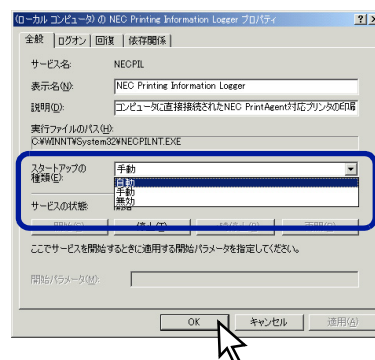 (ローカル コンピュータ) の NEC Printing Information Logger プロパティ
全般 ログオン 回復 依存関係
サービス名: NECPIL
表示名(N): NEC Printing Information Logger
説明(D): コンピュータに直接接続されたNEC PrintAgent対応プリンタの印刷
実行ファイルのパス(H):
C:¥WINNT¥System32¥NECPILNT.EXE
スタートアップの
種類(E): 手動
自動
手動
無効
サービスの状態:
ここでサービスを開始するときに適用する開始パラメータを指定してください。
開始パラメータ(M):
OK キャンセル 適用(A)